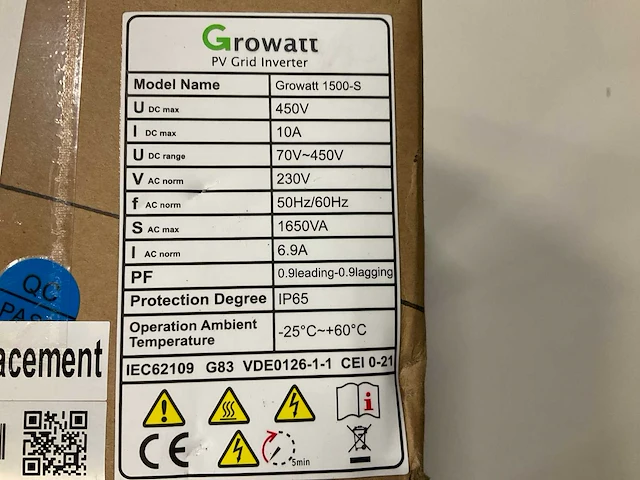 Growatt
PV Grid Inverter
Model Name Growatt 1500-S
U DC max 450V
I DC max 10A
U DC range 70V~450V
V AC norm 230V
f AC norm 50Hz/60Hz
S AC max 1650VA
I AC norm 6.9A
PF 0.9leading-0.9lagging
Protection Degree IP65
Operation Ambient
Temperature -25°C~+60°C
IEC62109 G83 VDE0126-1-1 CEI 0-21
CE 5min
QC
PAS
acement